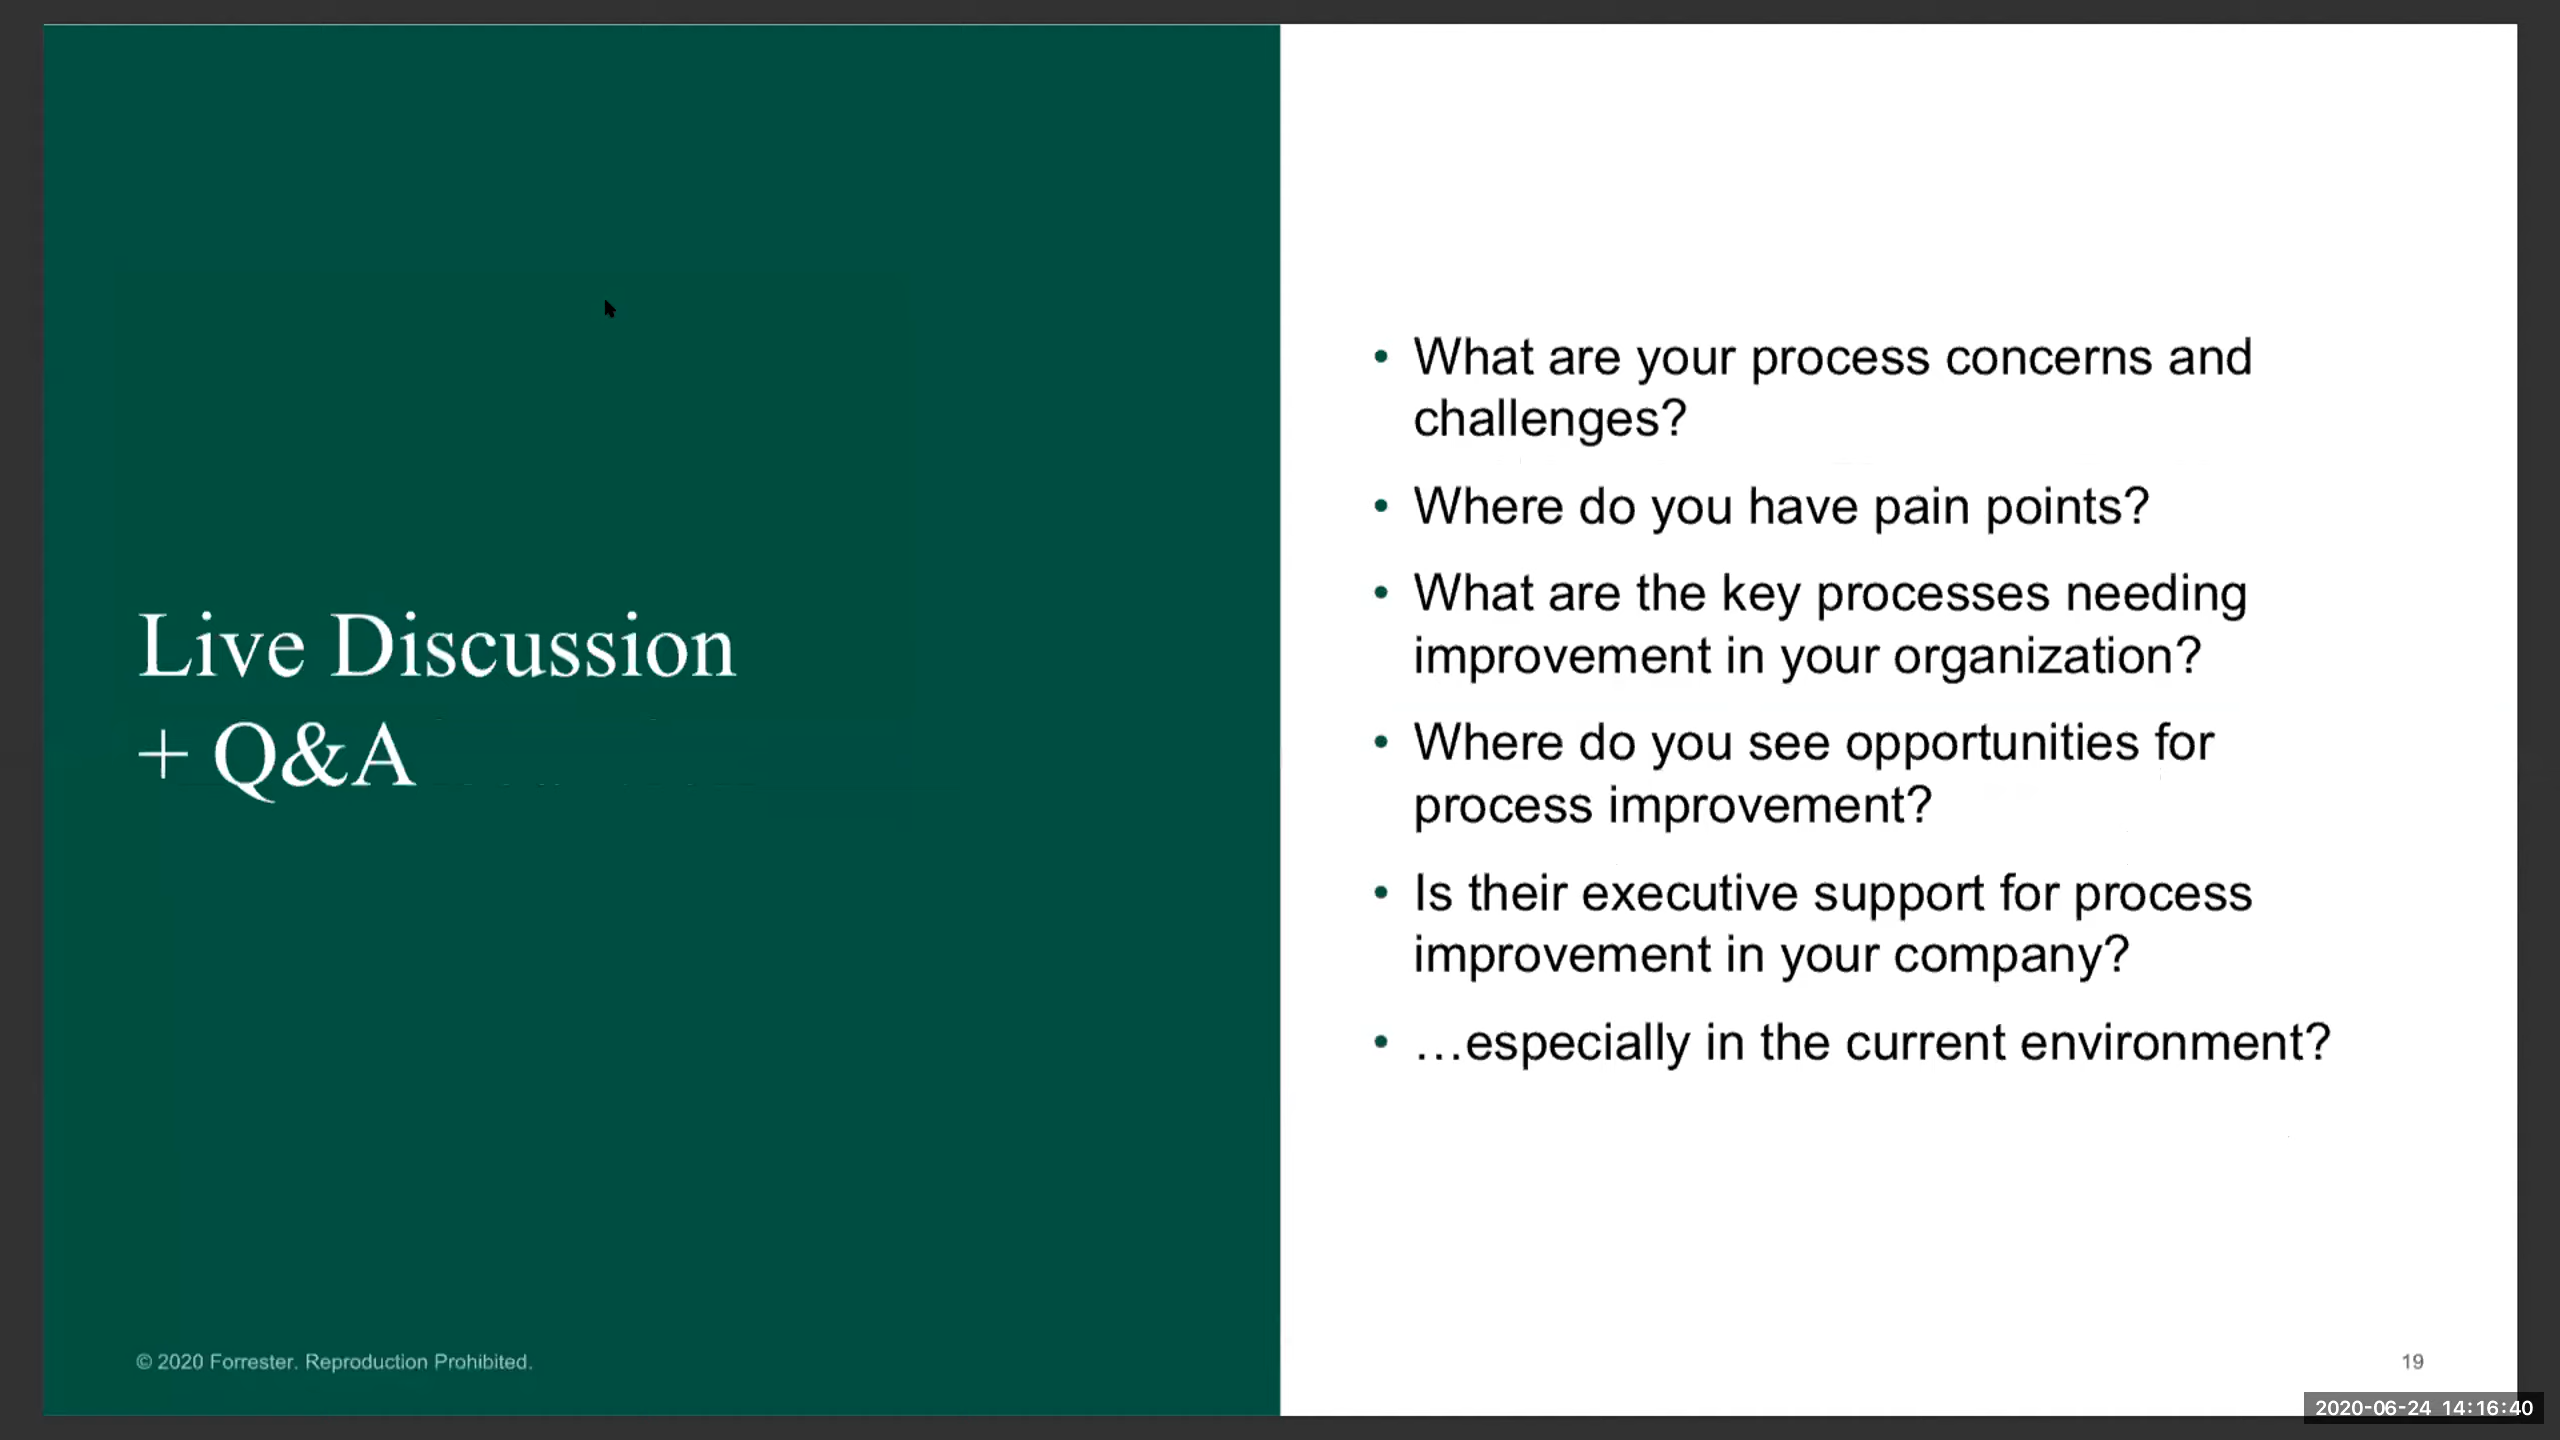 Live Discussion
+ Q&A
• What are your process concerns and
challenges?
• Where do you have pain points?
• What are the key processes needing
improvement in your organization?
• Where do you see opportunities for
process improvement?
• Is their executive support for process
improvement in your company?
• …especially in the current environment?
© 2020 Forrester. Reproduction Prohibited.
19
2020-06-24 14:16:40